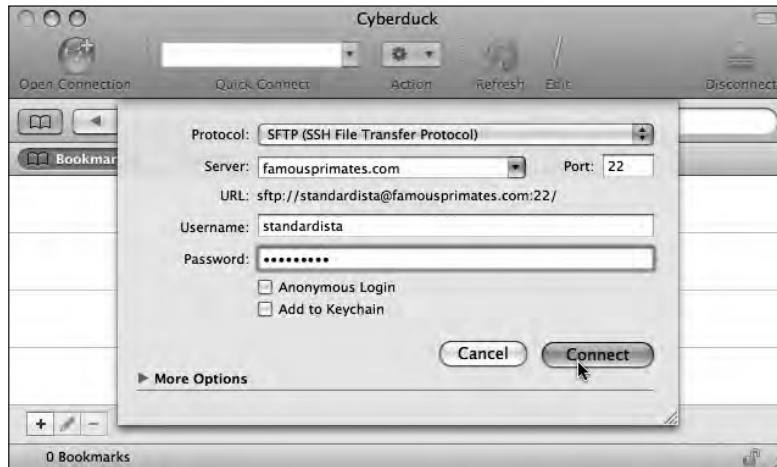 Cyberduck
Open Connection Quick Connect Action Refresh Edit Disconnect
Protocol: SFTP (SSH File Transfer Protocol)
Bookmar
Server: famousprimates.com Port: 22
URL: sftp://standardista@famousprimates.com:22/
Username: standardista
Password: •••••••••
Anonymous Login
Add to Keychain
Cancel Connect
More Options
0 Bookmarks